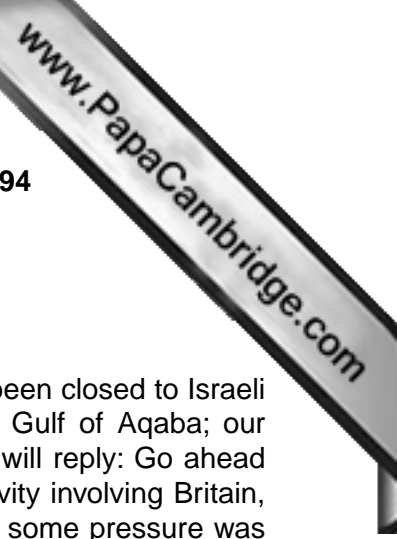 www.PapaCambridge.com
94
been closed to Israeli
Gulf of Aqaba; our
will reply: Go ahead
vity involving Britain,
some pressure was